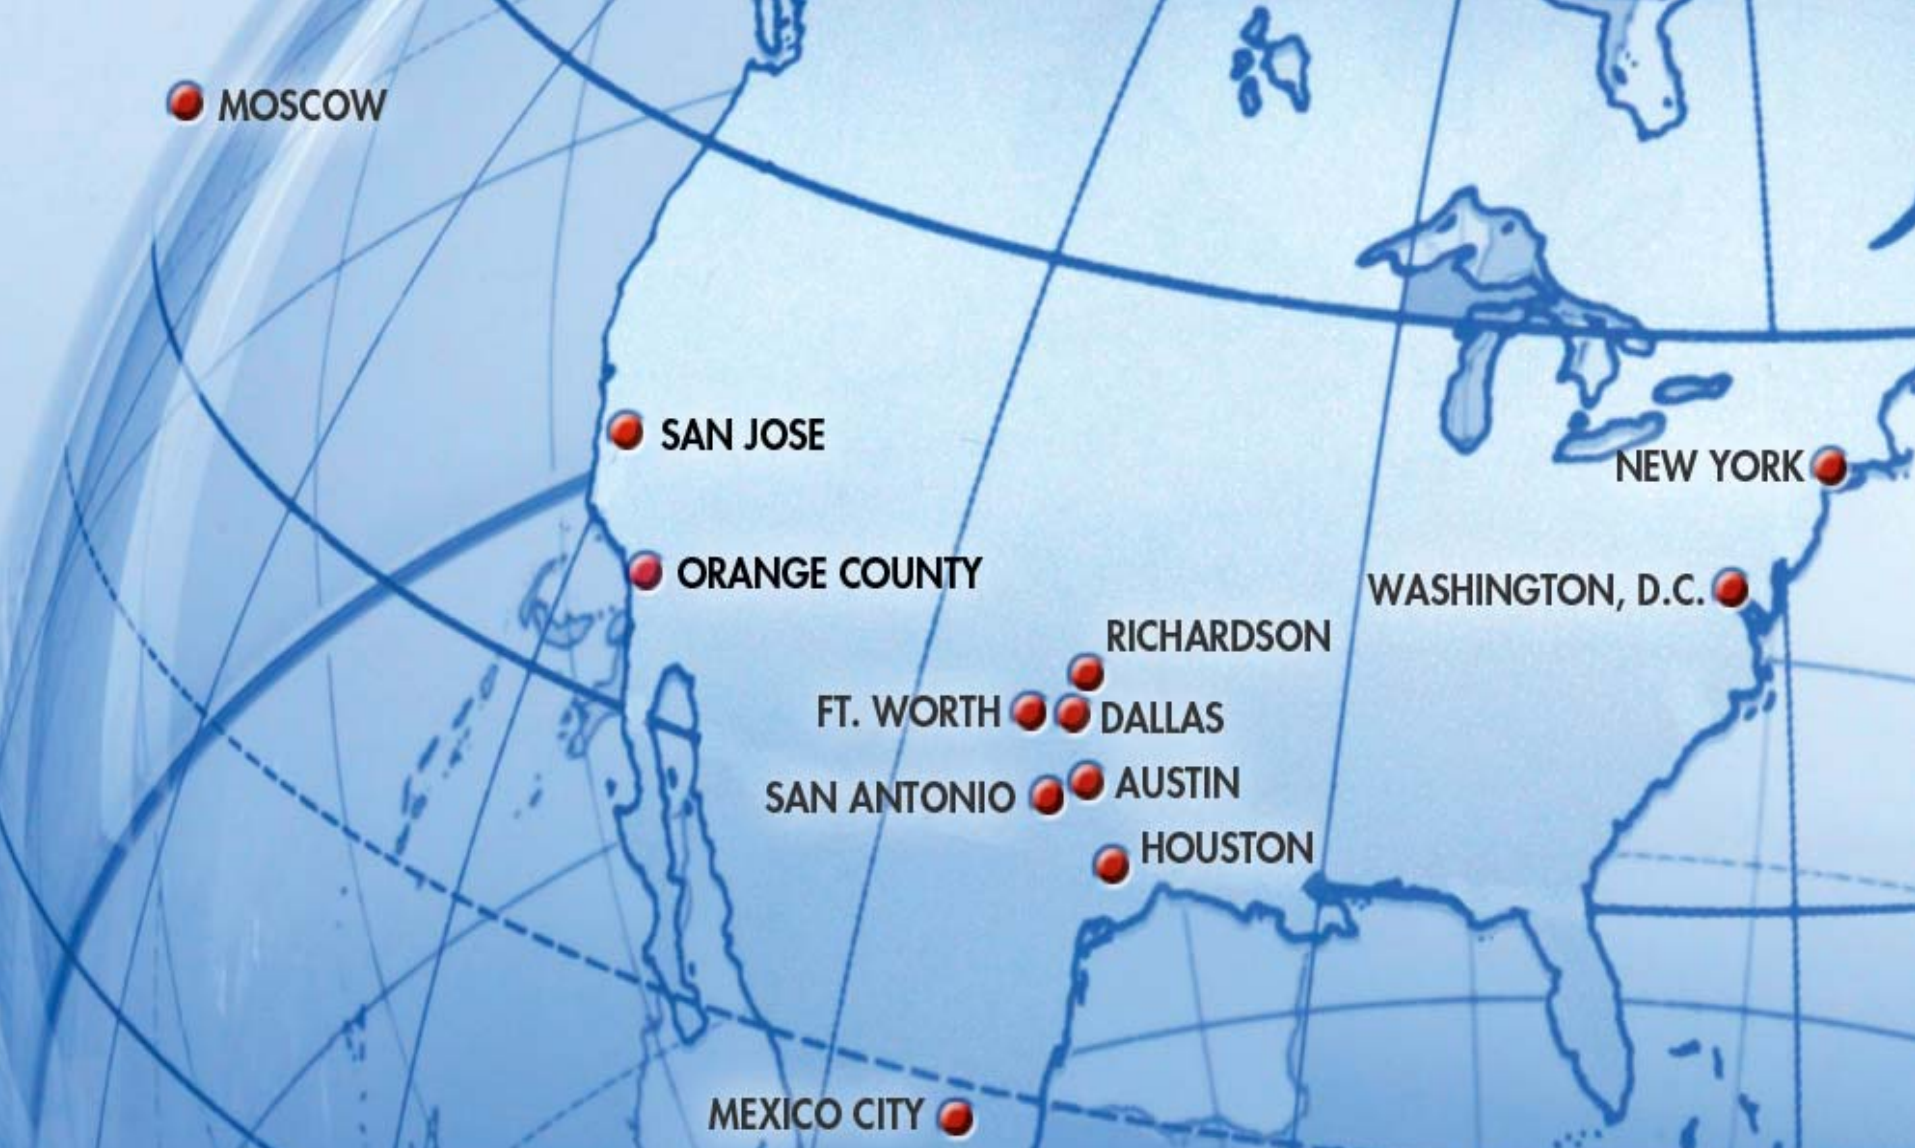 MOSCOW
SAN JOSE
NEW YORK
ORANGE COUNTY
WASHINGTON, D.C.
RICHARDSON
FT. WORTH
DALLAS
SAN ANTONIO
AUSTIN
HOUSTON
MEXICO CITY